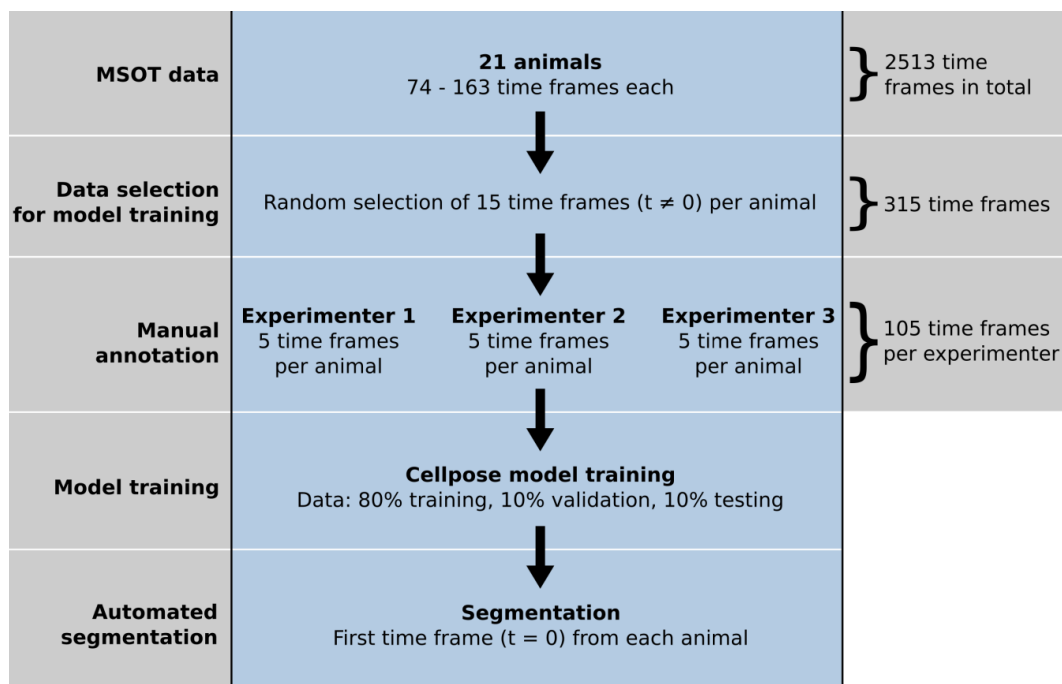 MSOT data
21 animals
74 - 163 time frames each
} 2513 time
frames in total
Data selection
for model training
Random selection of 15 time frames (t ≠ 0) per animal
} 315 time frames
Manual
annotation
Experimenter 1
5 time frames
per animal
Experimenter 2
5 time frames
per animal
Experimenter 3
5 time frames
per animal
} 105 time frames
per experimenter
Model training
Cellpose model training
Data: 80% training, 10% validation, 10% testing
Automated
segmentation
Segmentation
First time frame (t = 0) from each animal